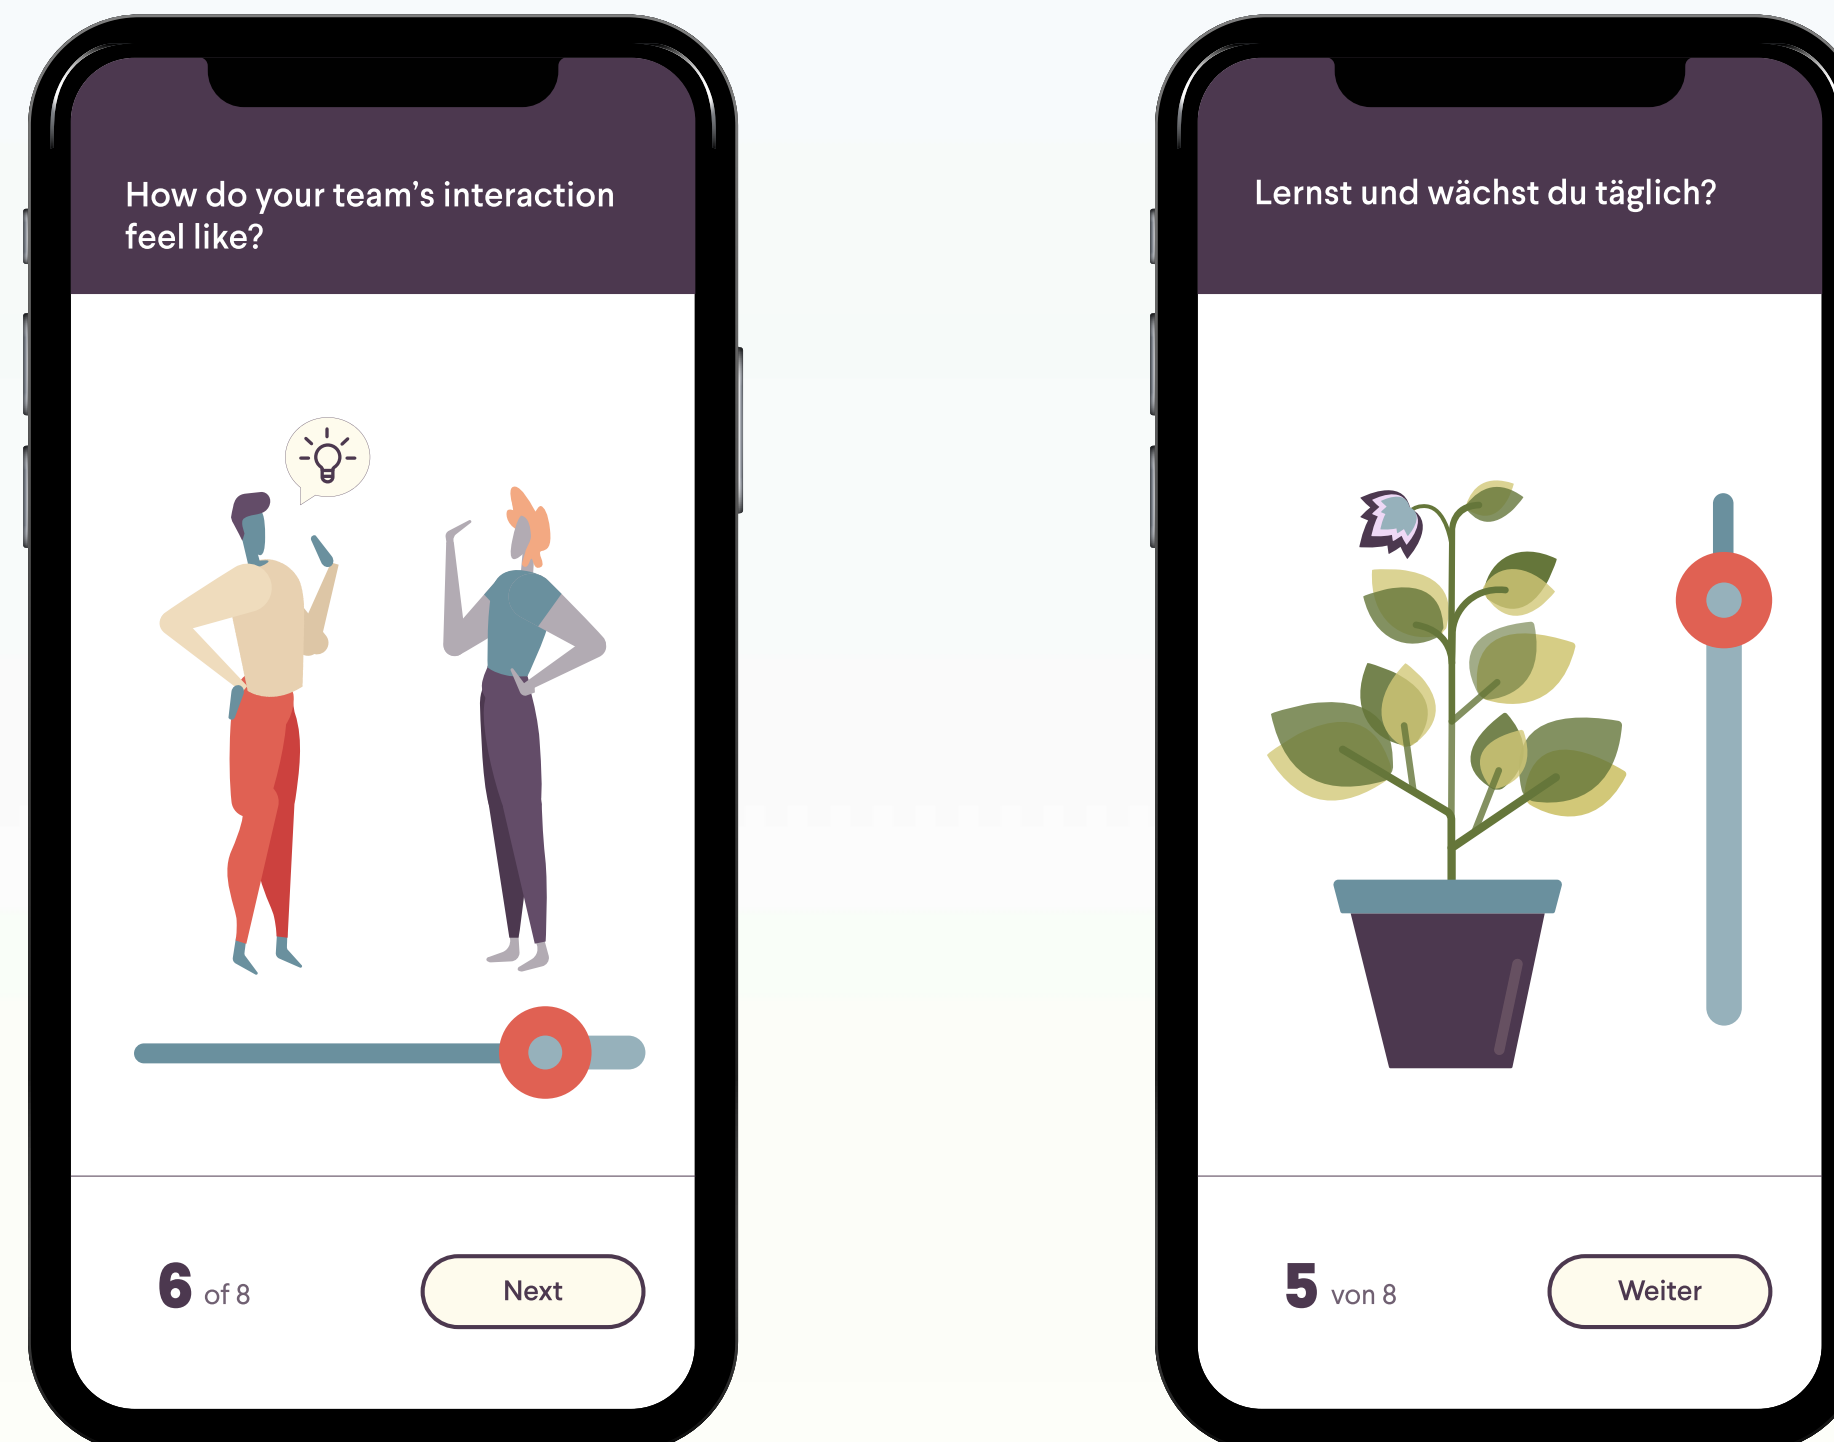 How do your team's interaction
feel like?
6 of 8
Next
Lernst und wächst du täglich?
5 von 8
Weiter